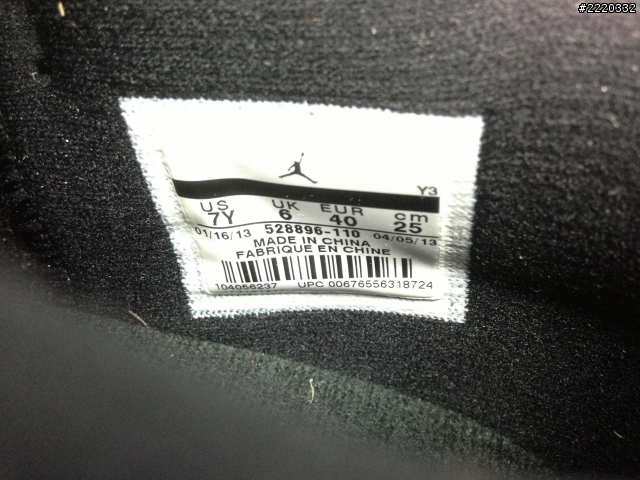 #2220332
Y3
US UK EUR cm
7Y 6 40 25
01/16/13 528896-110 04/05/13
MADE IN CHINA
FABRIQUE EN CHINE
104056237 UPC 00676556318724